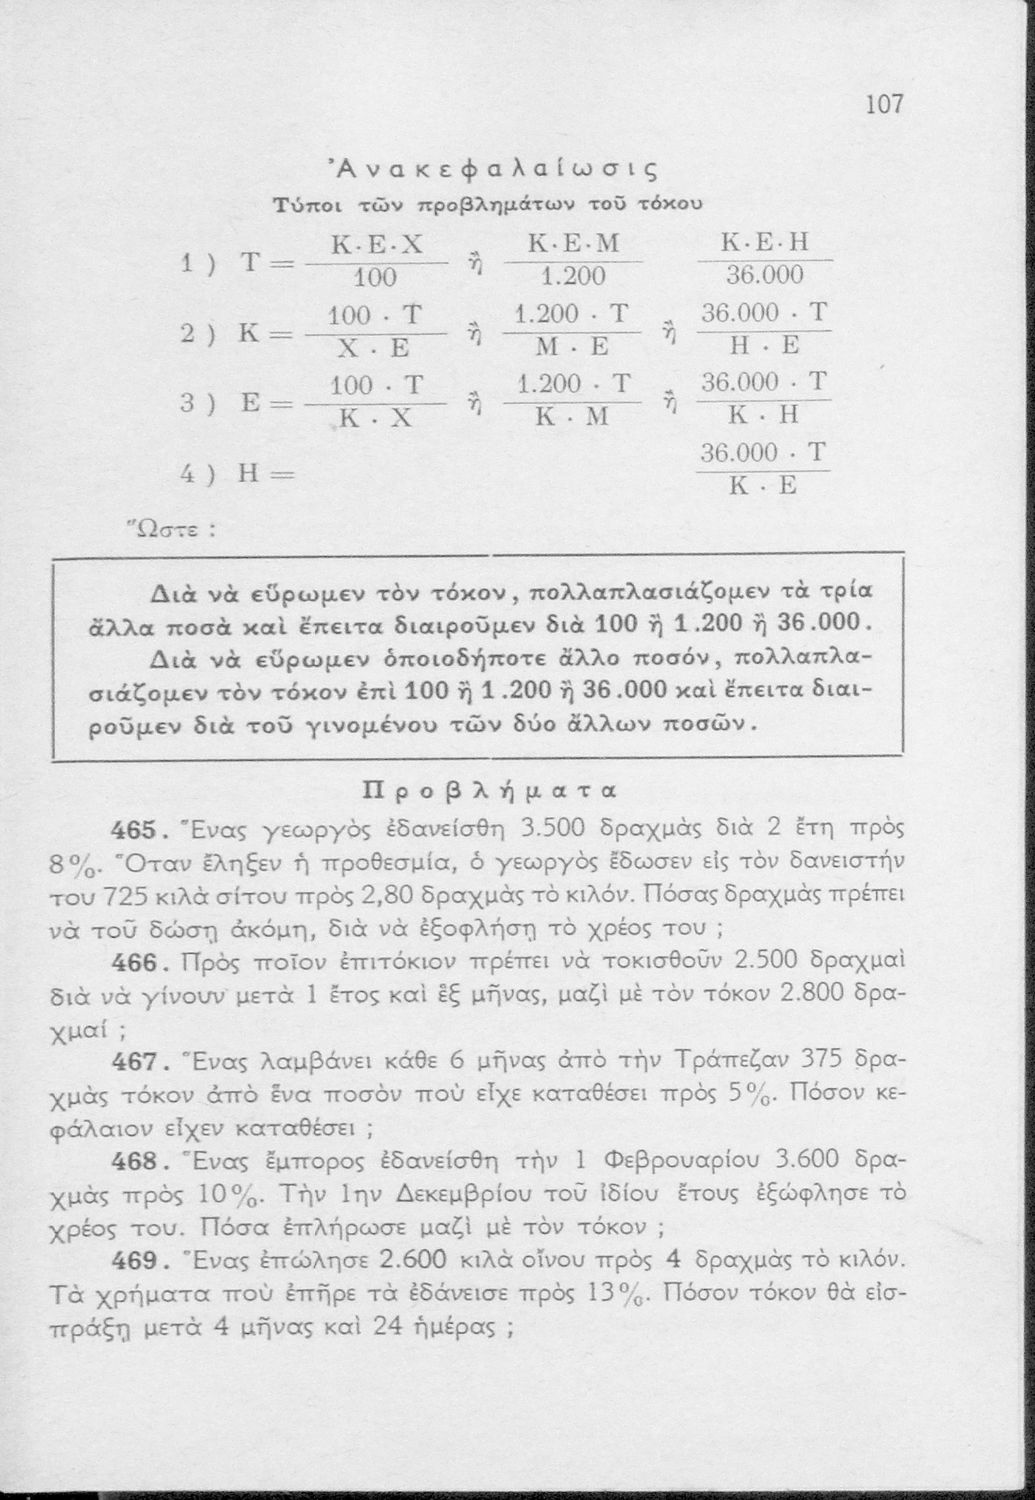 107
Ἀνακεφαλαίωσις
Τύποι τῶν προβλημάτων τοῦ τόκου
1) Τ = Κ·Ε·Χ / 100 ἢ Κ·Ε·Μ / 1.200 Κ·Ε·Η / 36.000
2) Κ = 100 · Τ / Χ · Ε ἢ 1.200 · Τ / Μ · Ε ἢ 36.000 · Τ / Η · Ε
3) Ε = 100 · Τ / Κ · Χ ἢ 1.200 · Τ / Κ · Μ ἢ 36.000 · Τ / Κ · Η
4) Η = 36.000 · Τ / Κ · Ε
Ὥστε :
Διὰ νὰ εὕρωμεν τὸν τόκον, πολλαπλασιάζομεν τὰ τρία
ἄλλα ποσὰ καὶ ἔπειτα διαιροῦμεν διὰ 100 ἢ 1.200 ἢ 36.000.
Διὰ νὰ εὕρωμεν ὁποιοδήποτε ἄλλο ποσόν, πολλαπλα-
σιάζομεν τὸν τόκον ἐπὶ 100 ἢ 1.200 ἢ 36.000 καὶ ἔπειτα διαι-
ροῦμεν διὰ τοῦ γινομένου τῶν δύο ἄλλων ποσῶν.
Προβλήματα
465. Ἕνας γεωργὸς ἐδανείσθη 3.500 δραχμὰς διὰ 2 ἔτη πρὸς
8%. Ὅταν ἔληξεν ἡ προθεσμία, ὁ γεωργὸς ἔδωσεν εἰς τὸν δανειστήν
του 725 κιλὰ σίτου πρὸς 2,80 δραχμὰς τὸ κιλόν. Πόσας δραχμὰς πρέπει
νὰ τοῦ δώσῃ ἀκόμη, διὰ νὰ ἐξοφλήσῃ τὸ χρέος του ;
466. Πρὸς ποῖον ἐπιτόκιον πρέπει νὰ τοκισθοῦν 2.500 δραχμαὶ
διὰ νὰ γίνουν μετὰ 1 ἔτος καὶ ἓξ μῆνας, μαζὶ μὲ τὸν τόκον 2.800 δρα-
χμαί ;
467. Ἕνας λαμβάνει κάθε 6 μῆνας ἀπὸ τὴν Τράπεζαν 375 δρα-
χμὰς τόκον ἀπὸ ἕνα ποσὸν ποὺ εἶχε καταθέσει πρὸς 5%. Πόσον κε-
φάλαιον εἶχεν καταθέσει ;
468. Ἕνας ἔμπορος ἐδανείσθη τὴν 1 Φεβρουαρίου 3.600 δρα-
χμὰς πρὸς 10%. Τὴν 1ην Δεκεμβρίου τοῦ ἰδίου ἔτους ἐξώφλησε τὸ
χρέος του. Πόσα ἐπλήρωσε μαζὶ μὲ τὸν τόκον ;
469. Ἕνας ἐπώλησε 2.600 κιλὰ οἴνου πρὸς 4 δραχμὰς τὸ κιλόν.
Τὰ χρήματα ποὺ ἐπῆρε τὰ ἐδάνεισε πρὸς 13%. Πόσον τόκον θὰ εἰσ-
πράξῃ μετὰ 4 μῆνας καὶ 24 ἡμέρας ;